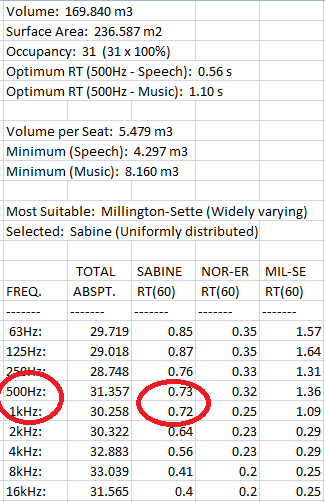 Volume: 169.840 m3
Surface Area: 236.587 m2
Occupancy: 31 (31 x 100%)
Optimum RT (500Hz - Speech): 0.56 s
Optimum RT (500Hz - Music): 1.10 s
Volume per Seat: 5.479 m3
Minimum (Speech): 4.297 m3
Minimum (Music): 8.160 m3
Most Suitable: Millington-Sette (Widely varying)
Selected: Sabine (Uniformly distributed)
TOTAL SABINE NOR-ER MIL-SE
FREQ. ABSPT. RT(60) RT(60) RT(60)
------- ------- ------- ------- -------
63Hz: 29.719 0.85 0.35 1.57
125Hz: 29.018 0.87 0.35 1.64
250Hz: 28.748 0.76 0.33 1.31
500Hz: 31.357 0.73 0.32 1.36
1kHz: 30.258 0.72 0.25 1.09
2kHz: 30.322 0.64 0.23 0.29
4kHz: 32.883 0.56 0.23 0.29
8kHz: 33.039 0.41 0.2 0.25
16kHz: 31.565 0.4 0.2 0.25